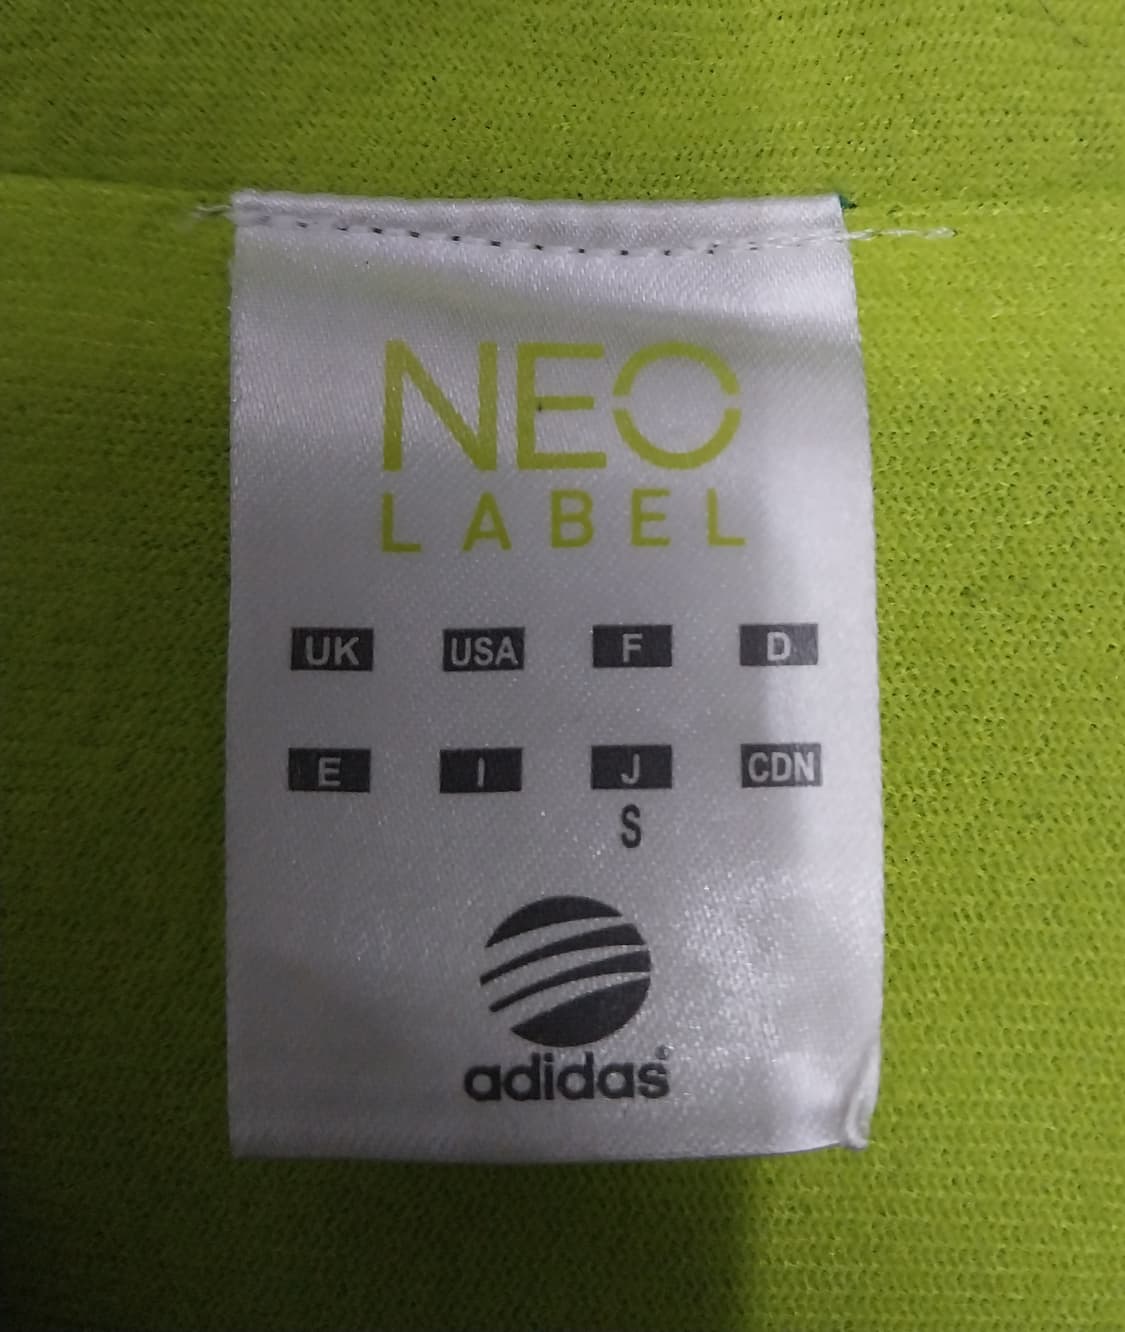 NEO
LABEL
UK USA F D
E I J CDN
S
adidas®